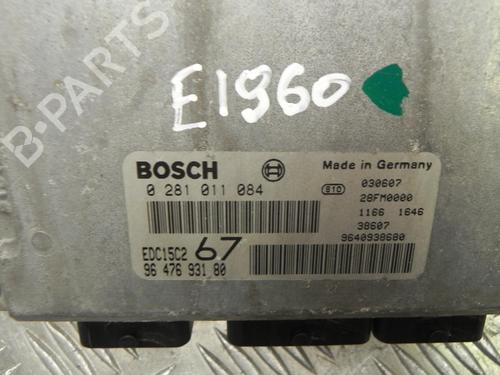 B-PARTS
E1960
BOSCH
Made in Germany
0 281 011 084
810
030607
28FM0000
1166 1646
38607
9640938680
EDC15C2 67
96 476 931 80